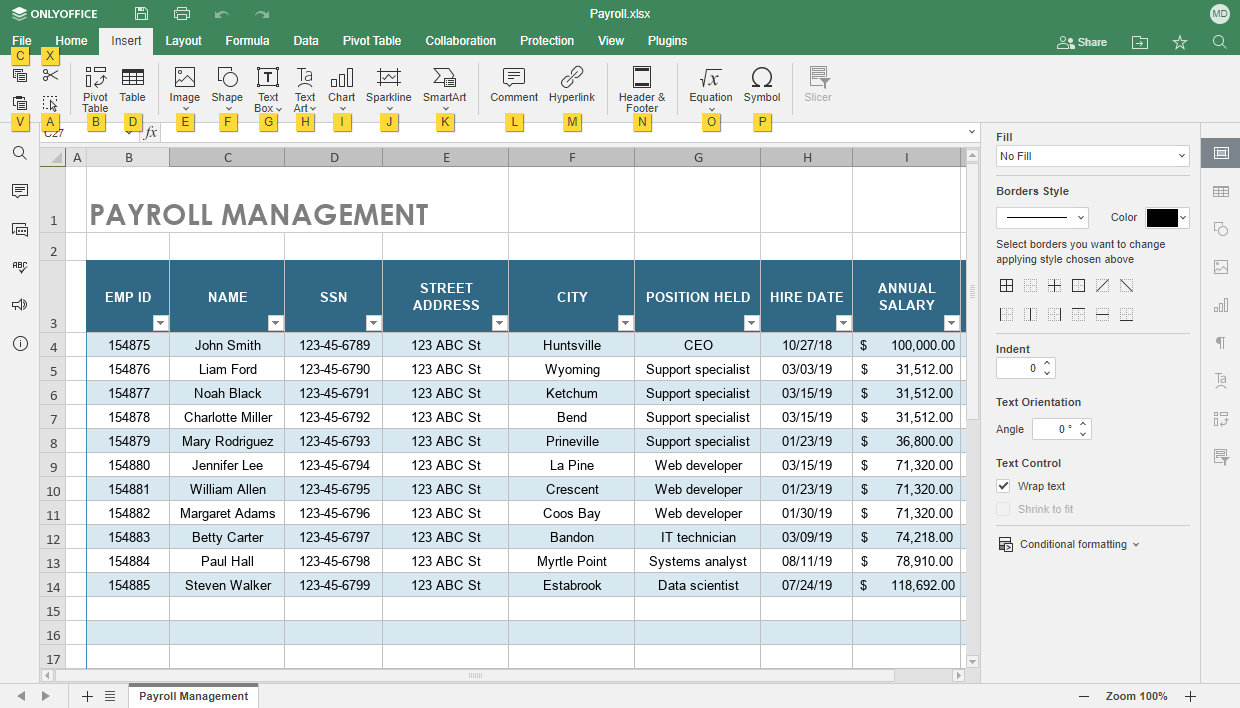 ONLYOFFICE
Payroll.xlsx
MD
File Home Insert Layout Formula Data Pivot Table Collaboration Protection View Plugins
Share
C X
Pivot Table
Table
Image
Shape
Text Box
Text Art
Chart
Sparkline
SmartArt
Comment
Hyperlink
Header & Footer
Equation
Symbol
Slicer
V A B D E F G H I J K L M N O P
C27 fx
A B C D E F G H I
1 PAYROLL MANAGEMENT
2
3 EMP ID NAME SSN STREET ADDRESS CITY POSITION HELD HIRE DATE ANNUAL SALARY
4 154875 John Smith 123-45-6789 123 ABC St Huntsville CEO 10/27/18 $ 100,000.00
5 154876 Liam Ford 123-45-6790 123 ABC St Wyoming Support specialist 03/03/19 $ 31,512.00
6 154877 Noah Black 123-45-6791 123 ABC St Ketchum Support specialist 03/15/19 $ 31,512.00
7 154878 Charlotte Miller 123-45-6792 123 ABC St Bend Support specialist 03/15/19 $ 31,512.00
8 154879 Mary Rodriguez 123-45-6793 123 ABC St Prineville Support specialist 01/23/19 $ 36,800.00
9 154880 Jennifer Lee 123-45-6794 123 ABC St La Pine Web developer 03/15/19 $ 71,320.00
10 154881 William Allen 123-45-6795 123 ABC St Crescent Web developer 01/23/19 $ 71,320.00
11 154882 Margaret Adams 123-45-6796 123 ABC St Coos Bay Web developer 01/30/19 $ 71,320.00
12 154883 Betty Carter 123-45-6797 123 ABC St Bandon IT technician 03/09/19 $ 74,218.00
13 154884 Paul Hall 123-45-6798 123 ABC St Myrtle Point Systems analyst 08/11/19 $ 78,910.00
14 154885 Steven Walker 123-45-6799 123 ABC St Estabrook Data scientist 07/24/19 $ 118,692.00
15
16
17
Fill
No Fill
Borders Style
Color
Select borders you want to change
applying style chosen above
Indent
0
Text Orientation
Angle 0 °
Text Control
Wrap text
Shrink to fit
Conditional formatting
Payroll Management
Zoom 100%